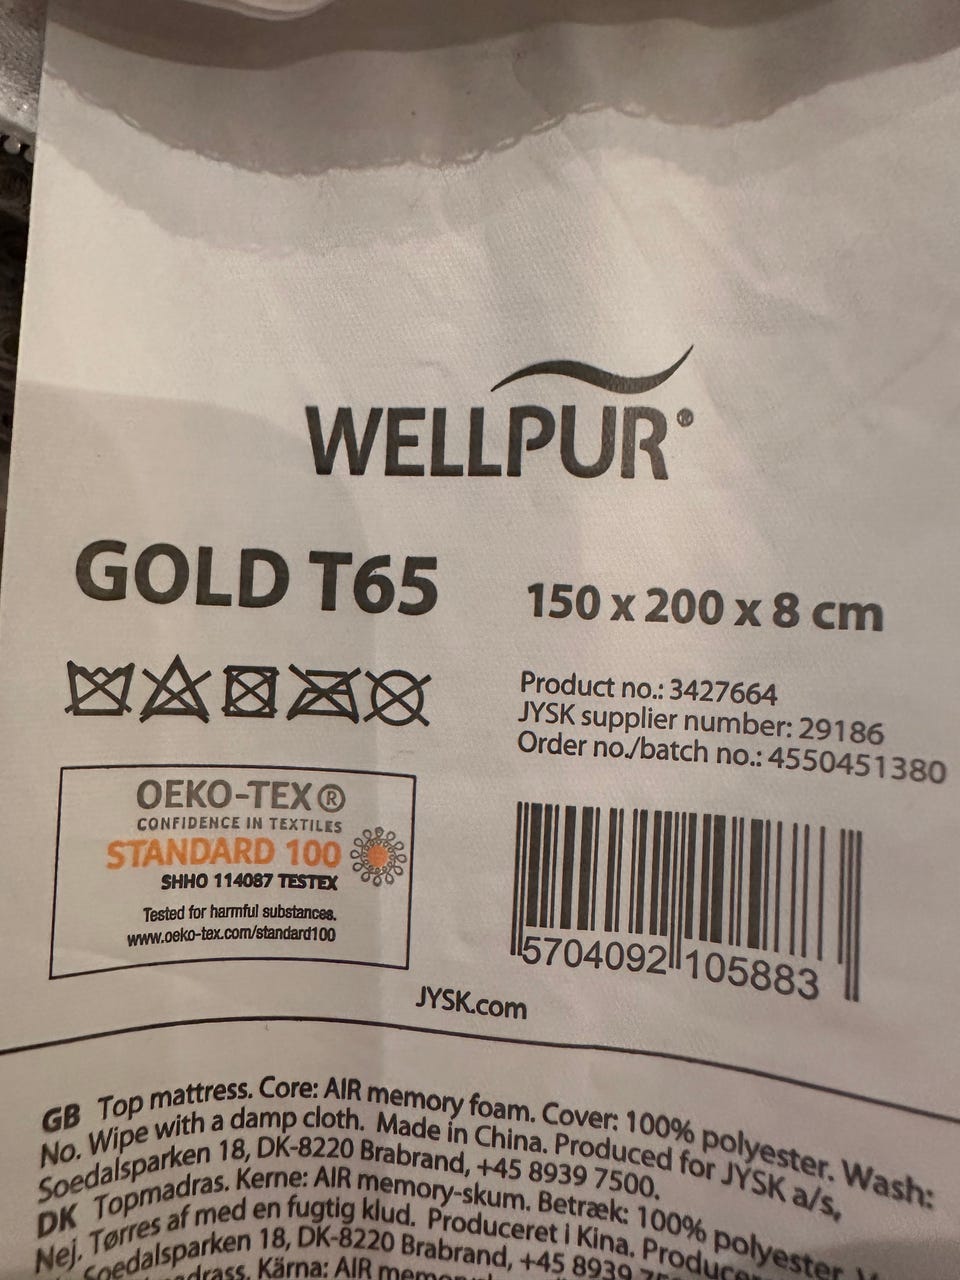 WELLPUR®
GOLD T65
150 x 200 x 8 cm
Product no.: 3427664
JYSK supplier number: 29186
Order no./batch no.: 4550451380
OEKO-TEX®
CONFIDENCE IN TEXTILES
STANDARD 100
SHHO 114087 TESTEX
Tested for harmful substances.
www.oeko-tex.com/standard100
5704092105883
JYSK.com
GB Top mattress. Core: AIR memory foam. Cover: 100% polyester. Wash:
No. Wipe with a damp cloth. Made in China. Produced for JYSK a/s,
Soedalsparken 18, DK-8220 Brabrand, +45 8939 7500.
DK Topmadras. Kerne: AIR memory-skum. Betræk: 100% polyester.
Nej. Tørres af med en fugtig klud. Produceret i Kina.
Soedalsparken 18, DK-8220 Brabrand, +45 8939
Kärna: AIR